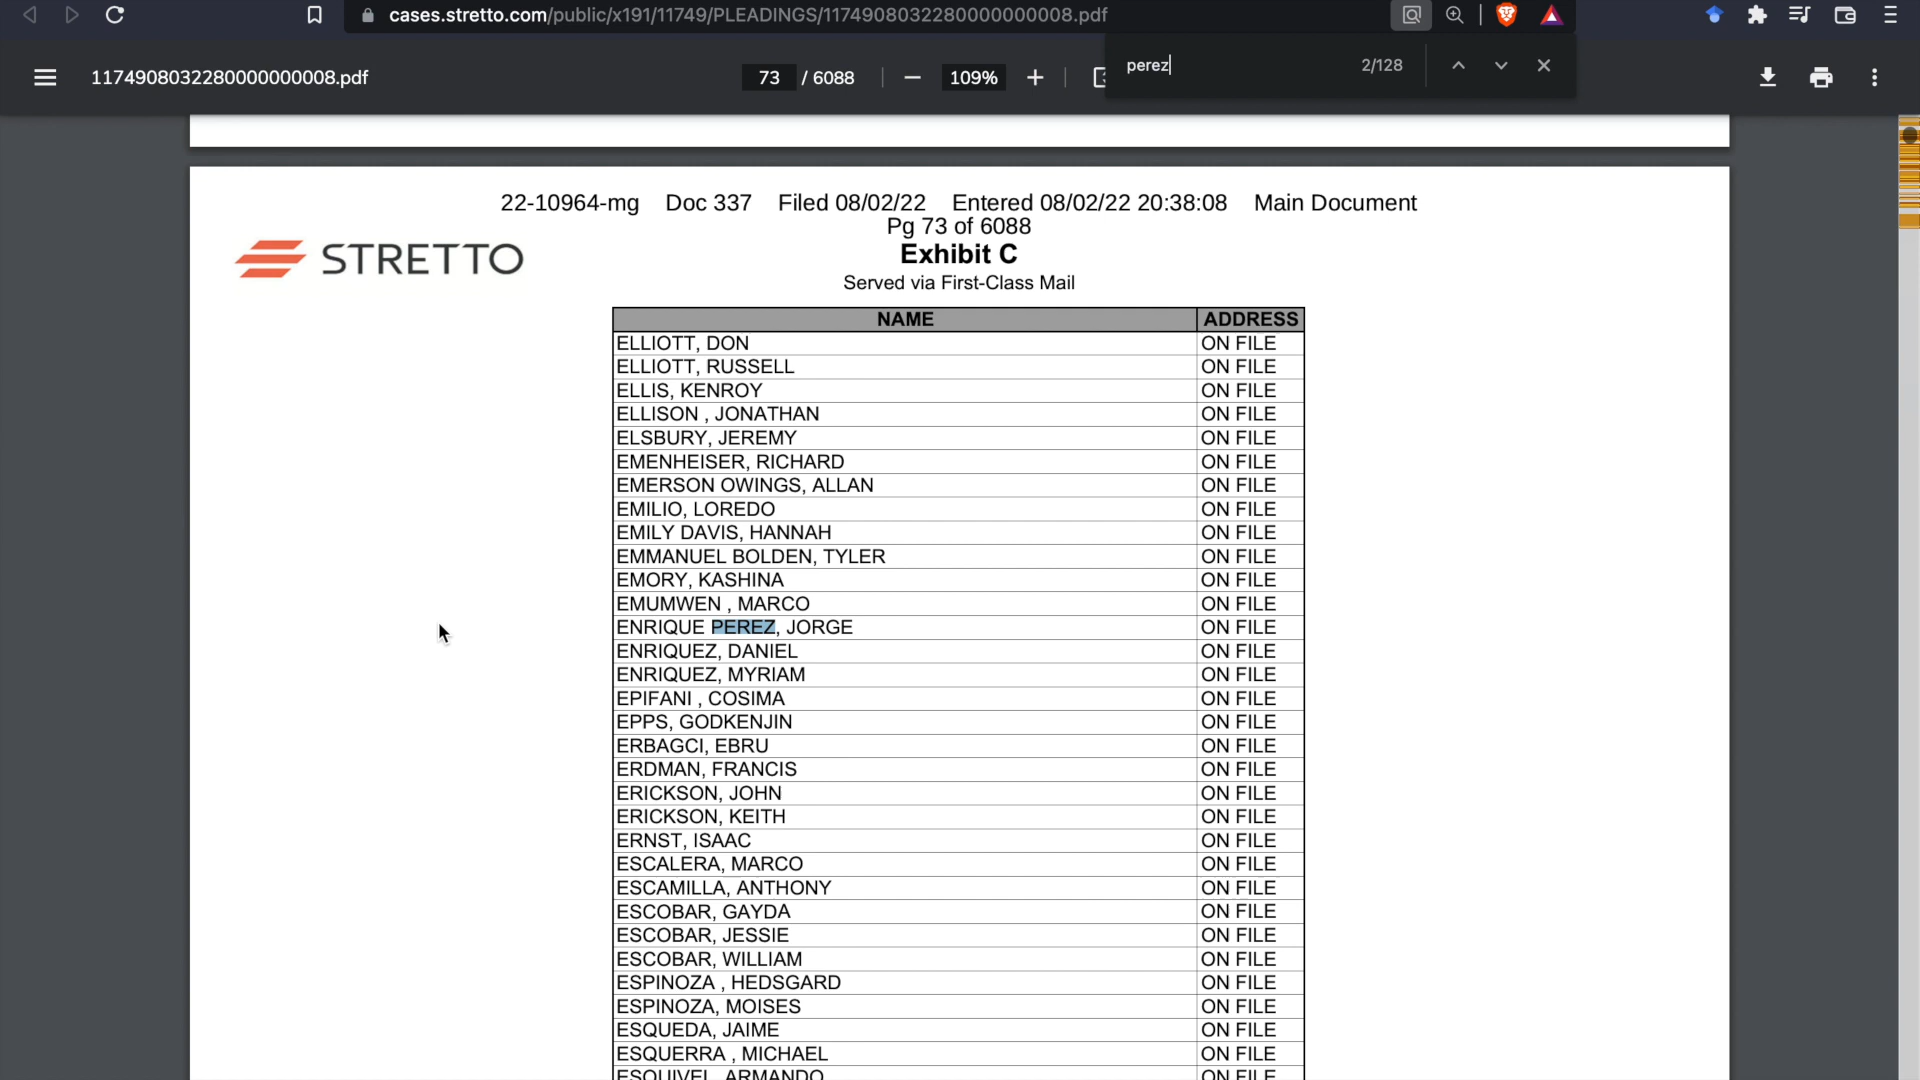 cases.stretto.com/public/x191/11749/PLEADINGS/1174908032280000000008.pdf
perez 2/128
1174908032280000000008.pdf 73 / 6088 109%
22-10964-mg Doc 337 Filed 08/02/22 Entered 08/02/22 20:38:08 Main Document
Pg 73 of 6088
STRETTO
Exhibit C
Served via First-Class Mail
NAME ADDRESS
ELLIOTT, DON ON FILE
ELLIOTT, RUSSELL ON FILE
ELLIS, KENROY ON FILE
ELLISON , JONATHAN ON FILE
ELSBURY, JEREMY ON FILE
EMENHEISER, RICHARD ON FILE
EMERSON OWINGS, ALLAN ON FILE
EMILIO, LOREDO ON FILE
EMILY DAVIS, HANNAH ON FILE
EMMANUEL BOLDEN, TYLER ON FILE
EMORY, KASHINA ON FILE
EMUMWEN , MARCO ON FILE
ENRIQUE PEREZ, JORGE ON FILE
ENRIQUEZ, DANIEL ON FILE
ENRIQUEZ, MYRIAM ON FILE
EPIFANI , COSIMA ON FILE
EPPS, GODKENJIN ON FILE
ERBAGCI, EBRU ON FILE
ERDMAN, FRANCIS ON FILE
ERICKSON, JOHN ON FILE
ERICKSON, KEITH ON FILE
ERNST, ISAAC ON FILE
ESCALERA, MARCO ON FILE
ESCAMILLA, ANTHONY ON FILE
ESCOBAR, GAYDA ON FILE
ESCOBAR, JESSIE ON FILE
ESCOBAR, WILLIAM ON FILE
ESPINOZA , HEDSGARD ON FILE
ESPINOZA, MOISES ON FILE
ESQUEDA, JAIME ON FILE
ESQUERRA , MICHAEL ON FILE
ESQUIVEL, ARMANDO ON FILE